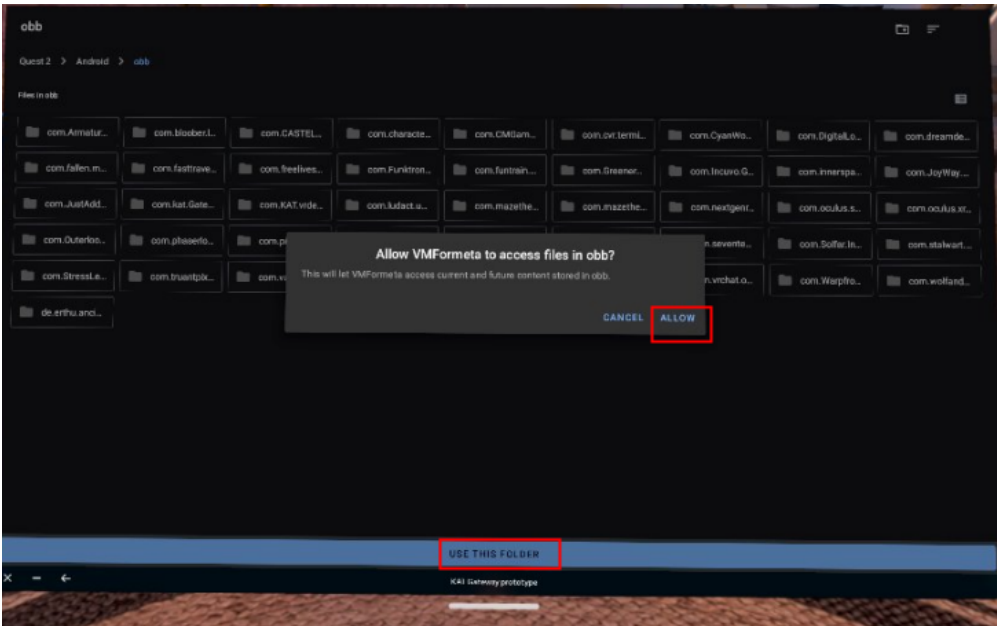 obb
Quest 2 > Android > obb
Files in obb
com.Armatur... com.bloober.l... com.CASTEL... com.characte... com.CMGam... com.cvr.termi... com.CyanWo... com.DigitalLo... com.dreamde...
com.fallen.m... com.fasttrave... com.freelives... com.Funktron... com.funtrain.... com.Greener... com.Incuvo.G... com.innerspa... com.JoyWay....
com.JustAdd... com.kat.Gate... com.KAT.vide... com.ludact.u... com.mazethe... com.mazethe... com.nextgenr... com.oculus.s... com.oculus.xr...
com.Outerloo... com.phaserlo... com.Solfar.In... com.stalwart....
Allow VMFormeta to access files in obb?
com.StressLe... com.truantpix... com.Warpfro... com.wolfand...
This will let VMFormeta access current and future content stored in obb.
de.erthu.anci...
CANCEL ALLOW
USE THIS FOLDER
KAT Gateway prototype